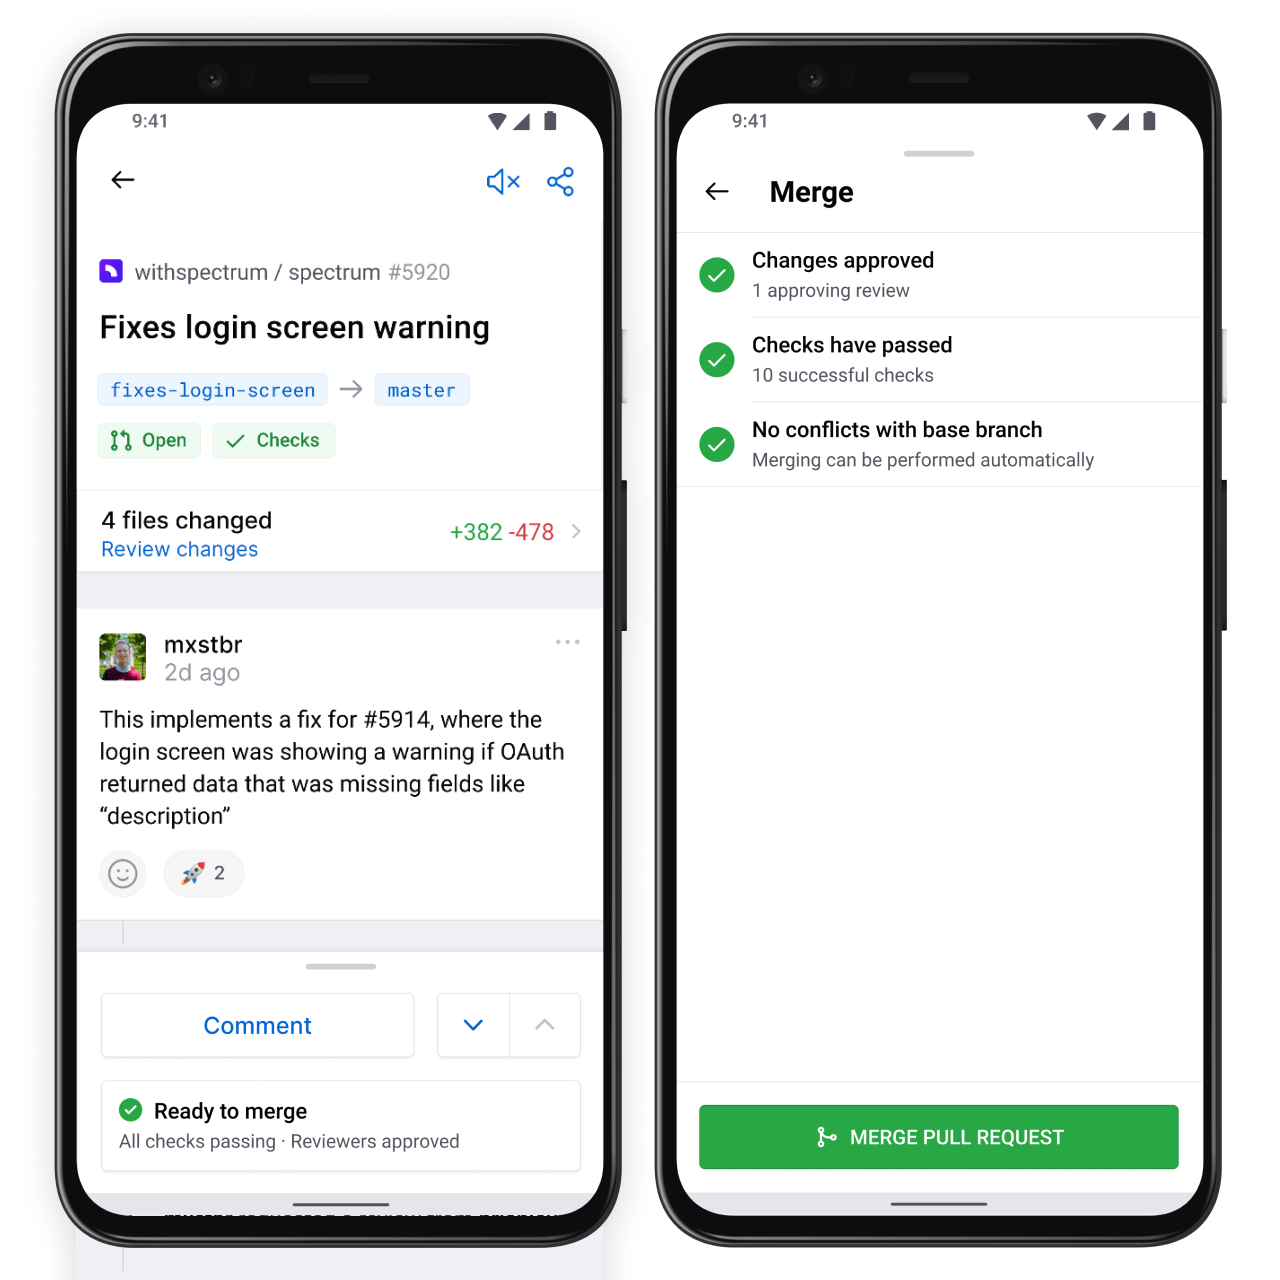 9:41
withspectrum / spectrum #5920
Fixes login screen warning
fixes-login-screen → master
Open ✓ Checks
4 files changed
+382 -478
Review changes
mxstbr
2d ago
This implements a fix for #5914, where the
login screen was showing a warning if OAuth
returned data that was missing fields like
“description”
🚀 2
Comment
Ready to merge
All checks passing · Reviewers approved
9:41
Merge
Changes approved
1 approving review
Checks have passed
10 successful checks
No conflicts with base branch
Merging can be performed automatically
MERGE PULL REQUEST